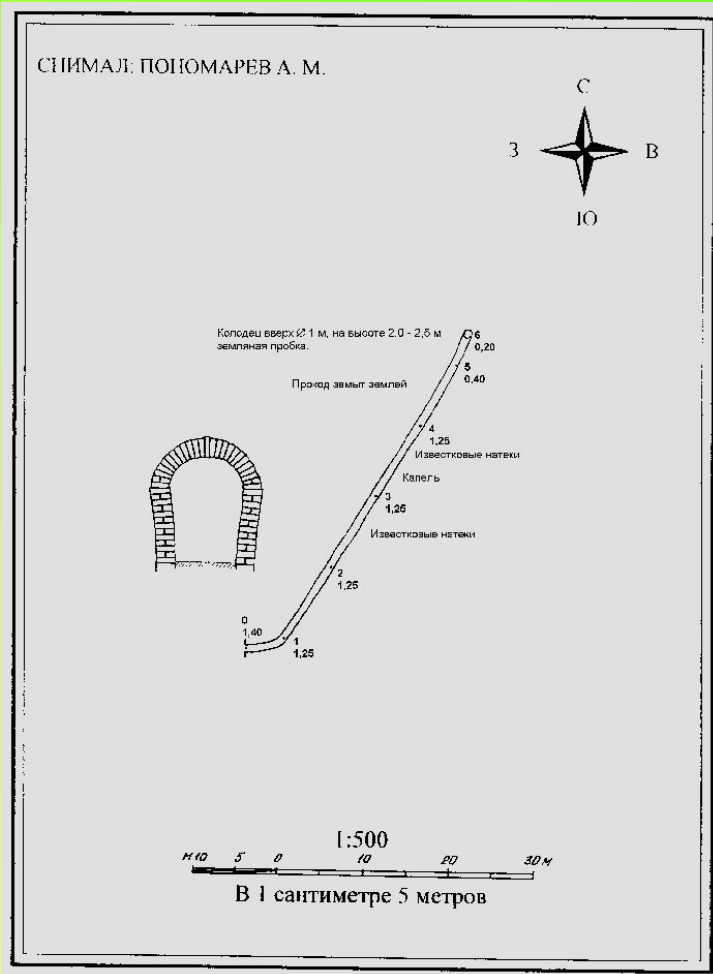 СНИМАЛ: ПОНОМАРЕВ А. М.
С
З
В
Ю
Колодец вверх Ø 1 м, на высоте 2.0 - 2,5 м
земляная пробка.
6
0,20
5
0,40
Проход замыт землей
4
1,25
Известковые натеки
Капель
3
1,25
Известковые натеки
2
1,25
0
1,40
1
1,25
1:500
м 10 5 0 10 20 30 м
В 1 сантиметре 5 метров